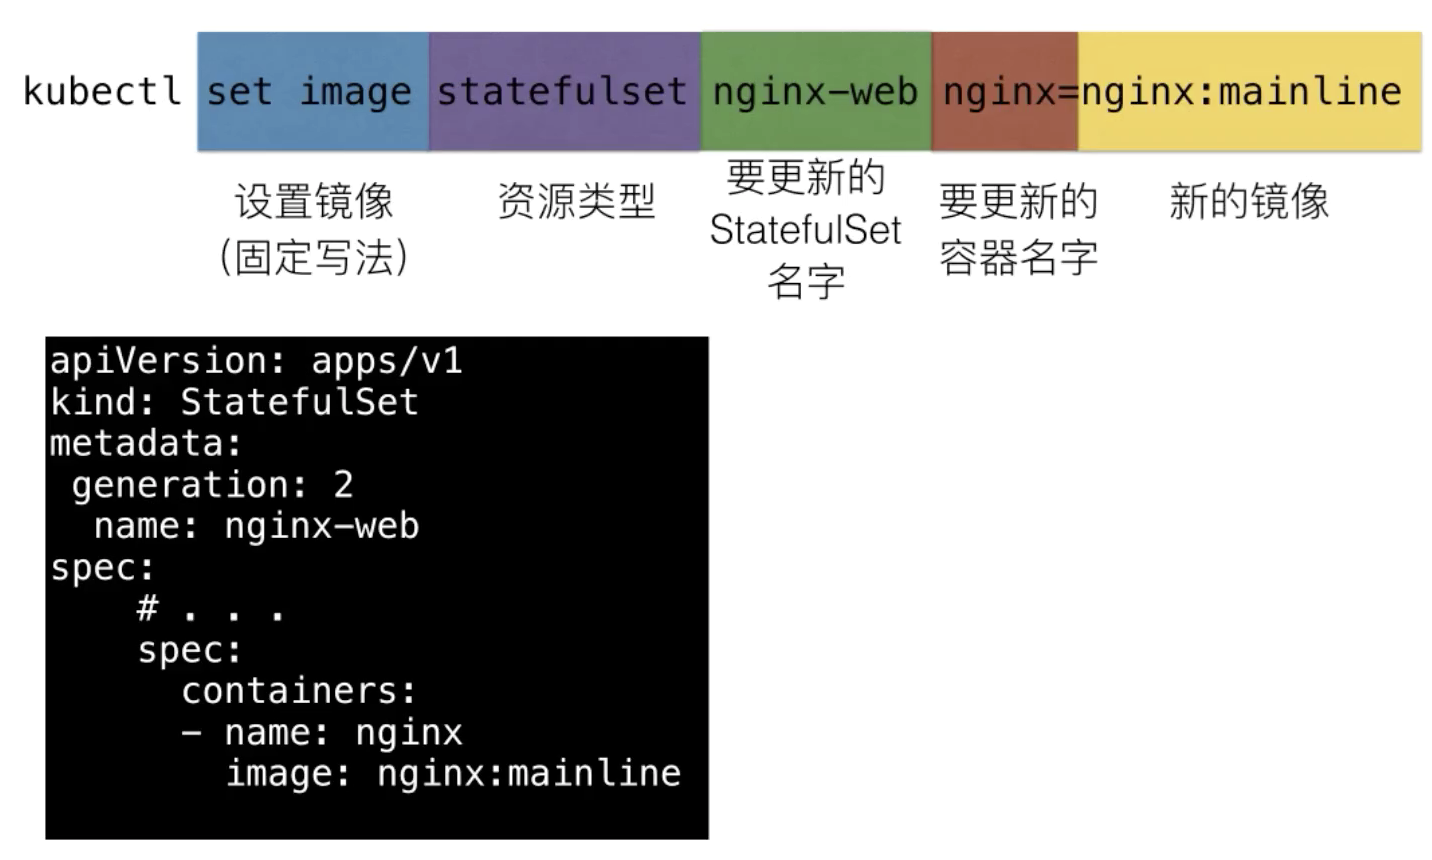 kubectl set image statefulset nginx-web nginx=nginx:mainline
设置镜像
(固定写法)
资源类型
要更新的
StatefulSet
名字
要更新的
容器名字
新的镜像
apiVersion: apps/v1
kind: StatefulSet
metadata:
 generation: 2
  name: nginx-web
spec:
    # . . .
    spec:
      containers:
      - name: nginx
        image: nginx:mainline